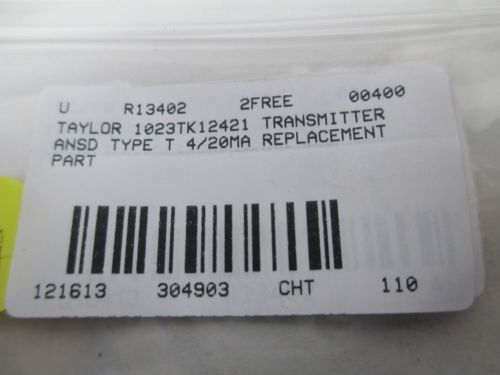 U R13402 2FREE 00400
TAYLOR 1023TK12421 TRANSMITTER
ANSD TYPE T 4/20MA REPLACEMENT
PART
121613 304903 CHT 110